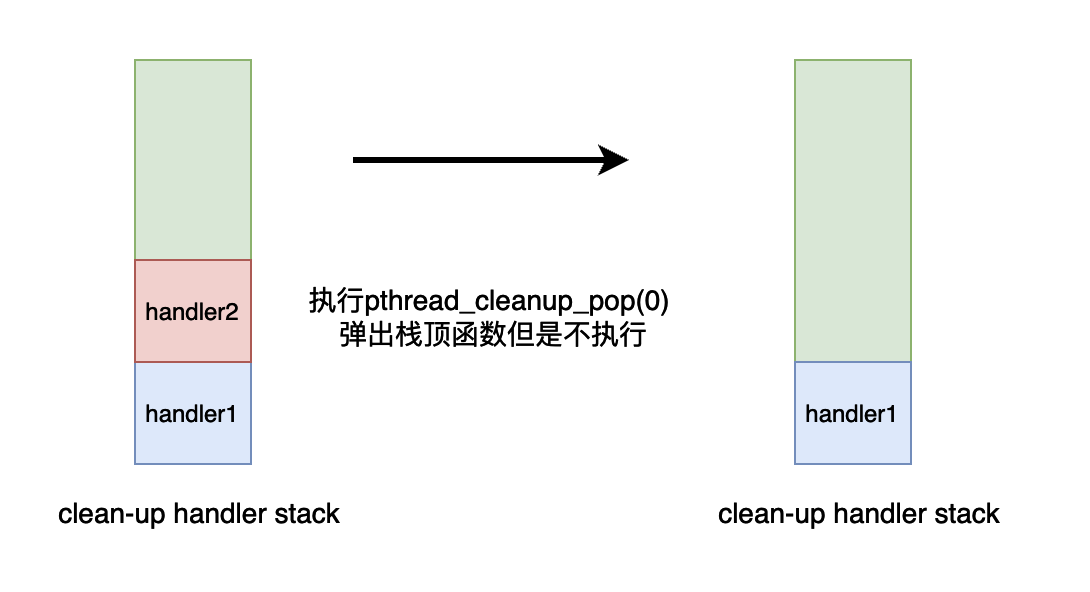 handler2
handler1
执行pthread_cleanup_pop(0)
弹出栈顶函数但是不执行
handler1
clean-up handler stack
clean-up handler stack